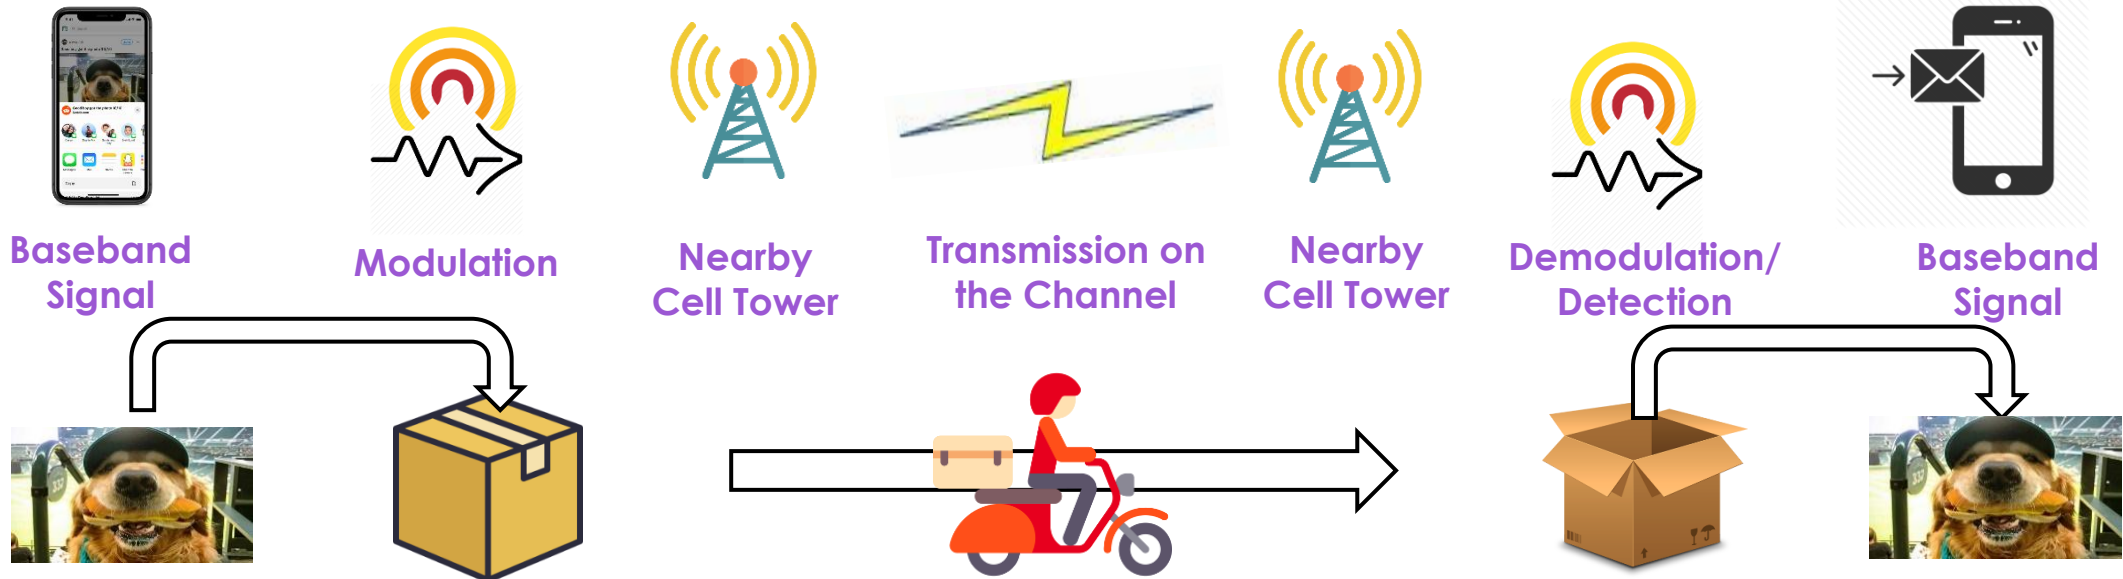 Baseband
Signal
Modulation
Nearby
Cell Tower
Transmission on
the Channel
Nearby
Cell Tower
Demodulation/
Detection
Baseband
Signal